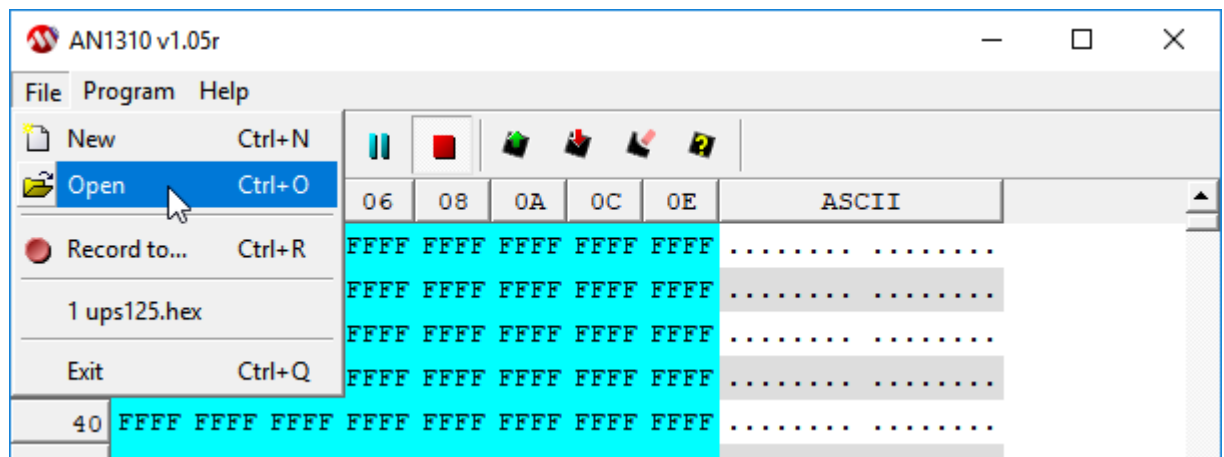 AN1310 v1.05r
File Program Help
New Ctrl+N
Open Ctrl+O
06 08 0A 0C 0E ASCII
Record to... Ctrl+R
FFFF FFFF FFFF FFFF FFFF ........ ........
FFFF FFFF FFFF FFFF FFFF ........ ........
1 ups125.hex
FFFF FFFF FFFF FFFF FFFF ........ ........
Exit Ctrl+Q
FFFF FFFF FFFF FFFF FFFF ........ ........
40 FFFF FFFF FFFF FFFF FFFF FFFF FFFF FFFF ........ ........